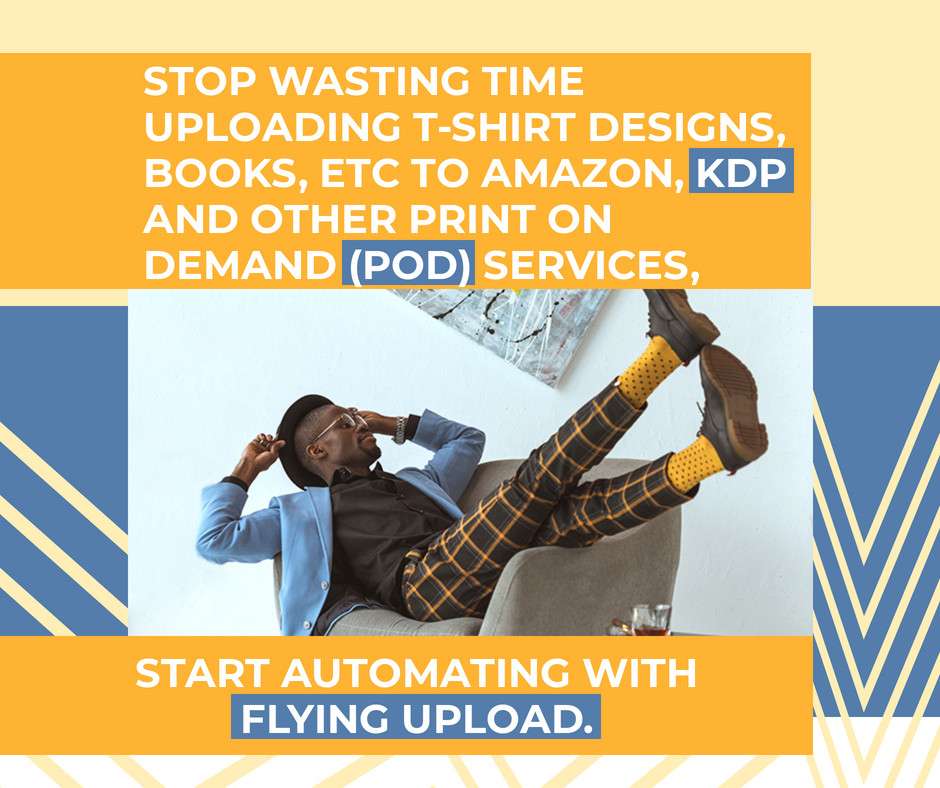 STOP WASTING TIME
UPLOADING T-SHIRT DESIGNS,
BOOKS, ETC TO AMAZON, KDP
AND OTHER PRINT ON
DEMAND (POD) SERVICES,
START AUTOMATING WITH
FLYING UPLOAD.